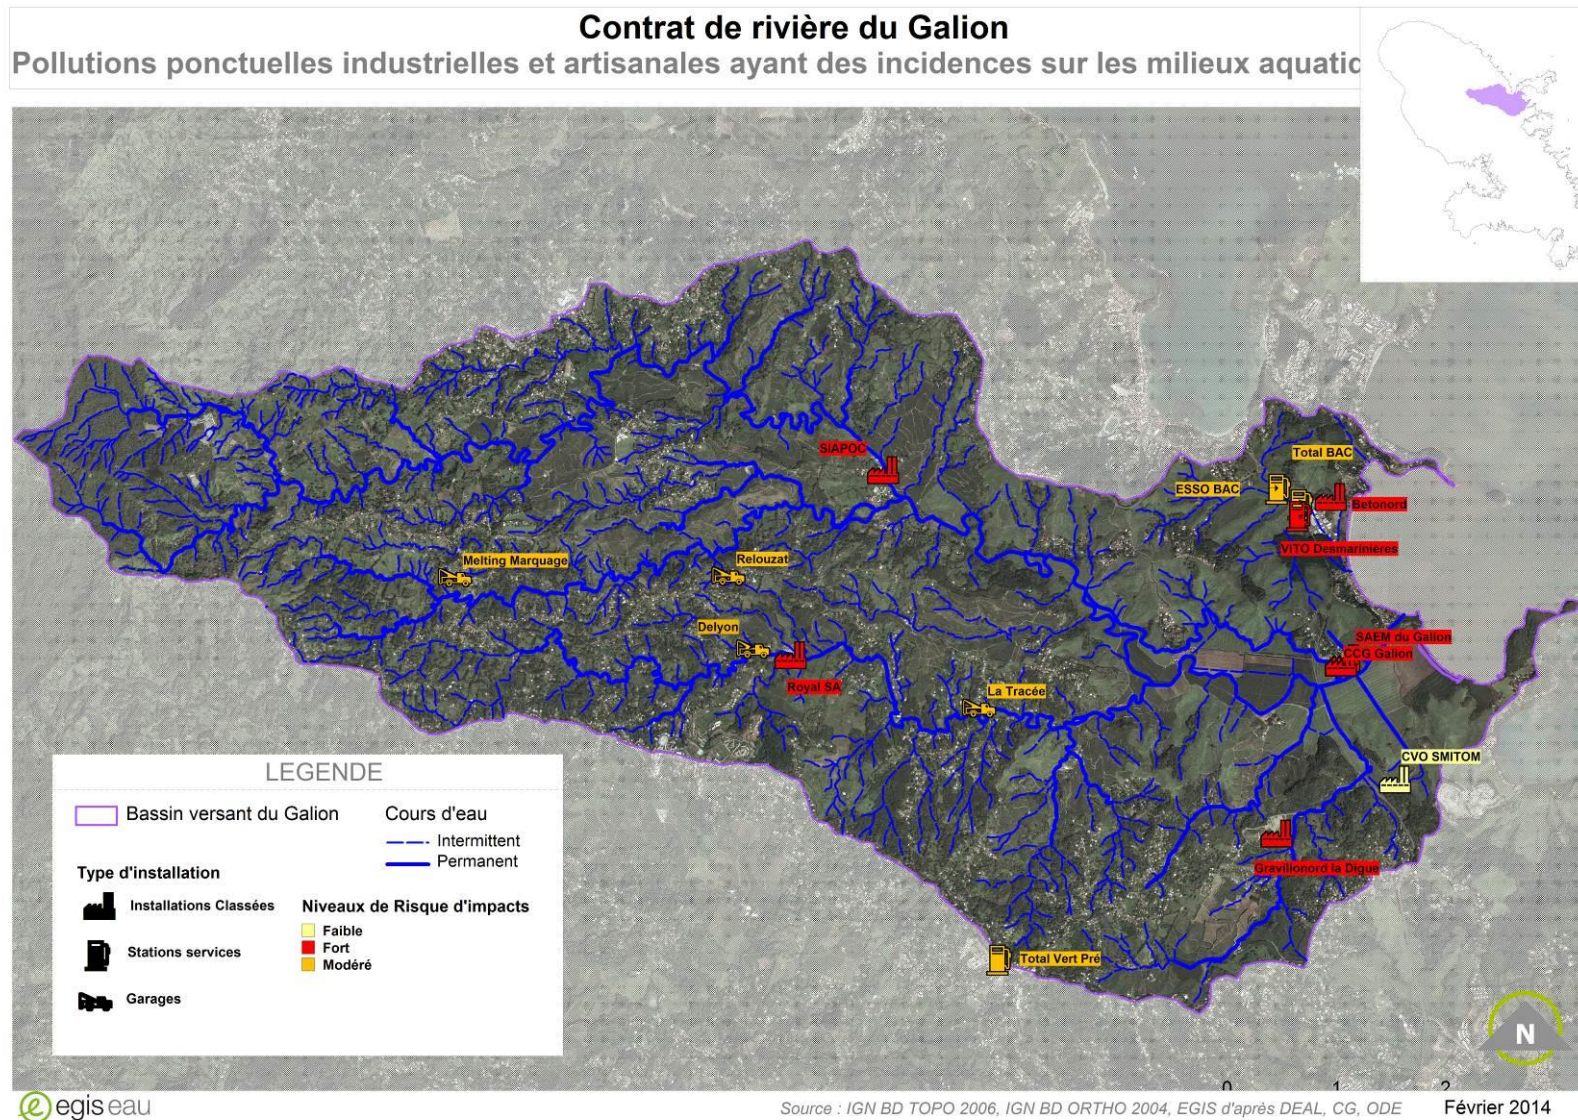 Contrat de rivière du Galion
Pollutions ponctuelles industrielles et artisanales ayant des incidences sur les milieux aquatiq
Total BAC
SIAPOC
ESSO BAC
Betonord
VITO Desmarinières
Melting Marquage
Relouzat
Delyon
SAEM du Galion
CCG Galion
Royal SA
La Tracée
CVO SMITOM
Gravillonord la Digue
Total Vert Pré
LEGENDE
Bassin versant du Galion
Cours d'eau
Intermittent
Permanent
Type d'installation
Installations Classées
Niveaux de Risque d'impacts
Faible
Stations services
Fort
Modéré
Garages
N
0 1 2
egis eau
Source : IGN BD TOPO 2006, IGN BD ORTHO 2004, EGIS d'après DEAL, CG, ODE
Février 2014